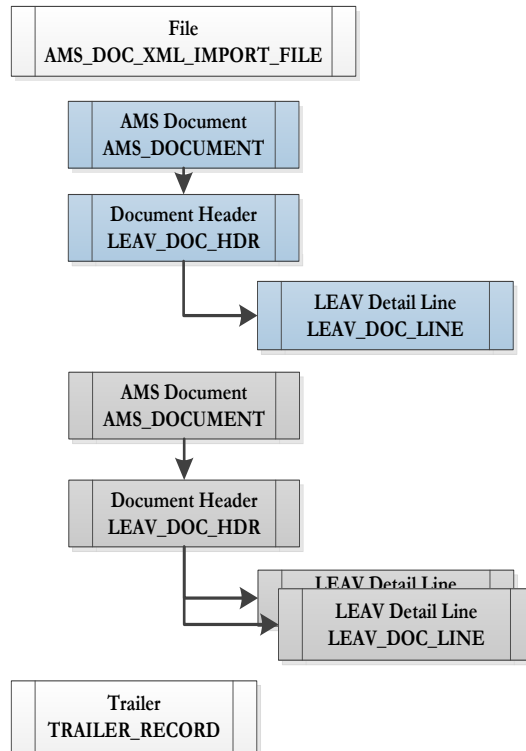 File
AMS_DOC_XML_IMPORT_FILE
AMS Document
AMS_DOCUMENT
Document Header
LEAV_DOC_HDR
LEAV Detail Line
LEAV_DOC_LINE
AMS Document
AMS_DOCUMENT
Document Header
LEAV_DOC_HDR
LEAV Detail Line
LEAV Detail Line
LEAV_DOC_LINE
Trailer
TRAILER_RECORD